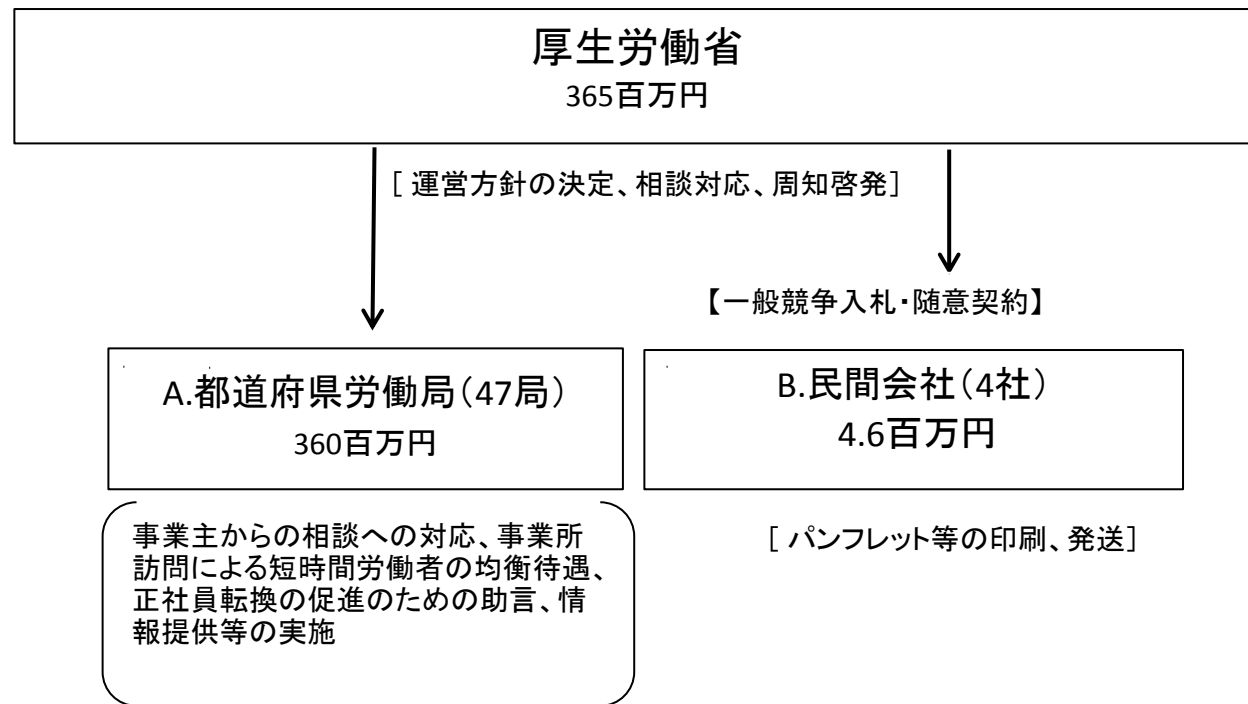 厚生労働省
365百万円
[ 運営方針の決定、相談対応、周知啓発]
【一般競争入札・随意契約】
A.都道府県労働局(47局)
360百万円
B.民間会社(4社)
4.6百万円
事業主からの相談への対応、事業所
訪問による短時間労働者の均衡待遇、
正社員転換の促進のための助言、情
報提供等の実施
[ パンフレット等の印刷、発送]